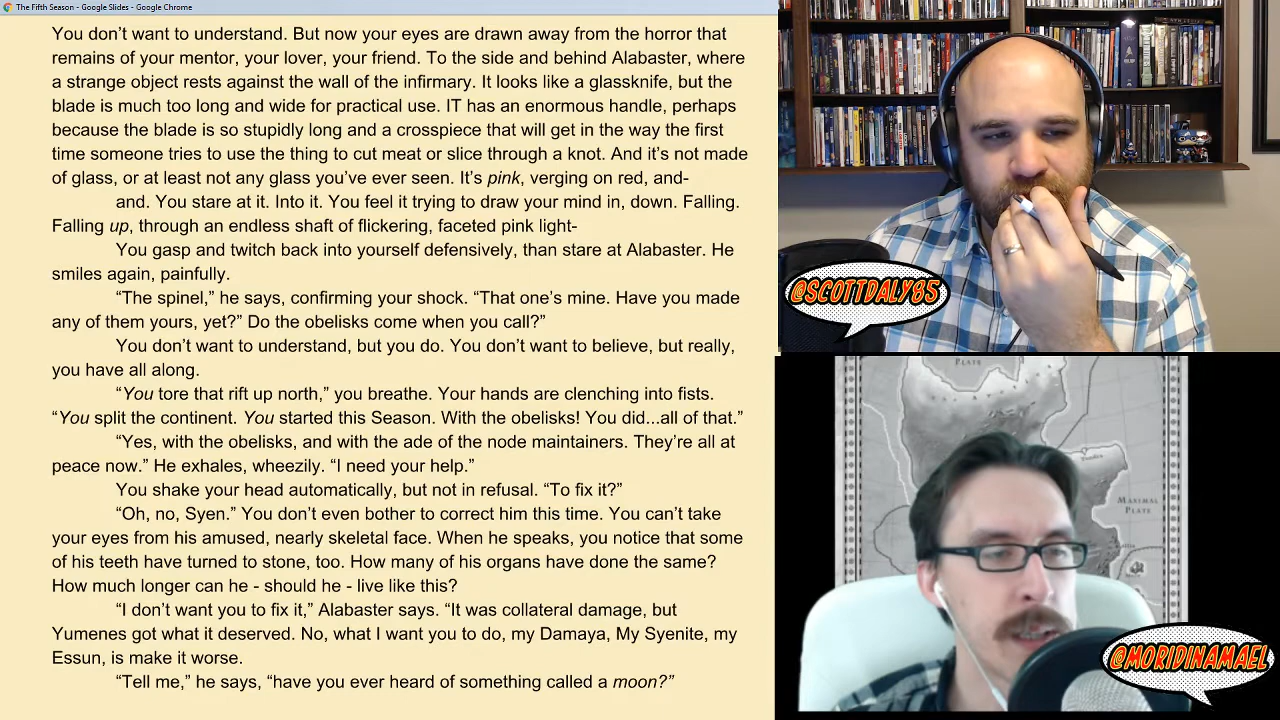 The Fifth Season - Google Slides - Google Chrome
You don’t want to understand. But now your eyes are drawn away from the horror that
remains of your mentor, your lover, your friend. To the side and behind Alabaster, where
a strange object rests against the wall of the infirmary. It looks like a glassknife, but the
blade is much too long and wide for practical use. IT has an enormous handle, perhaps
because the blade is so stupidly long and a crosspiece that will get in the way the first
time someone tries to use the thing to cut meat or slice through a knot. And it’s not made
of glass, or at least not any glass you’ve ever seen. It’s pink, verging on red, and-
and. You stare at it. Into it. You feel it trying to draw your mind in, down. Falling.
Falling up, through an endless shaft of flickering, faceted pink light-
You gasp and twitch back into yourself defensively, than stare at Alabaster. He
smiles again, painfully.
“The spinel,” he says, confirming your shock. “That one’s mine. Have you made
any of them yours, yet?” Do the obelisks come when you call?”
You don’t want to understand, but you do. You don’t want to believe, but really,
you have all along.
“You tore that rift up north,” you breathe. Your hands are clenching into fists.
“You split the continent. You started this Season. With the obelisks! You did...all of that.”
“Yes, with the obelisks, and with the ade of the node maintainers. They’re all at
peace now.” He exhales, wheezily. “I need your help.”
You shake your head automatically, but not in refusal. “To fix it?”
“Oh, no, Syen.” You don’t even bother to correct him this time. You can’t take
your eyes from his amused, nearly skeletal face. When he speaks, you notice that some
of his teeth have turned to stone, too. How many of his organs have done the same?
How much longer can he - should he - live like this?
“I don’t want you to fix it,” Alabaster says. “It was collateral damage, but
Yumenes got what it deserved. No, what I want you to do, my Damaya, My Syenite, my
Essun, is make it worse.
“Tell me,” he says, “have you ever heard of something called a moon?”
@SCOTTDALY85
PLATE
MAXIMAL
PLATE
@MORIDINAMAEL